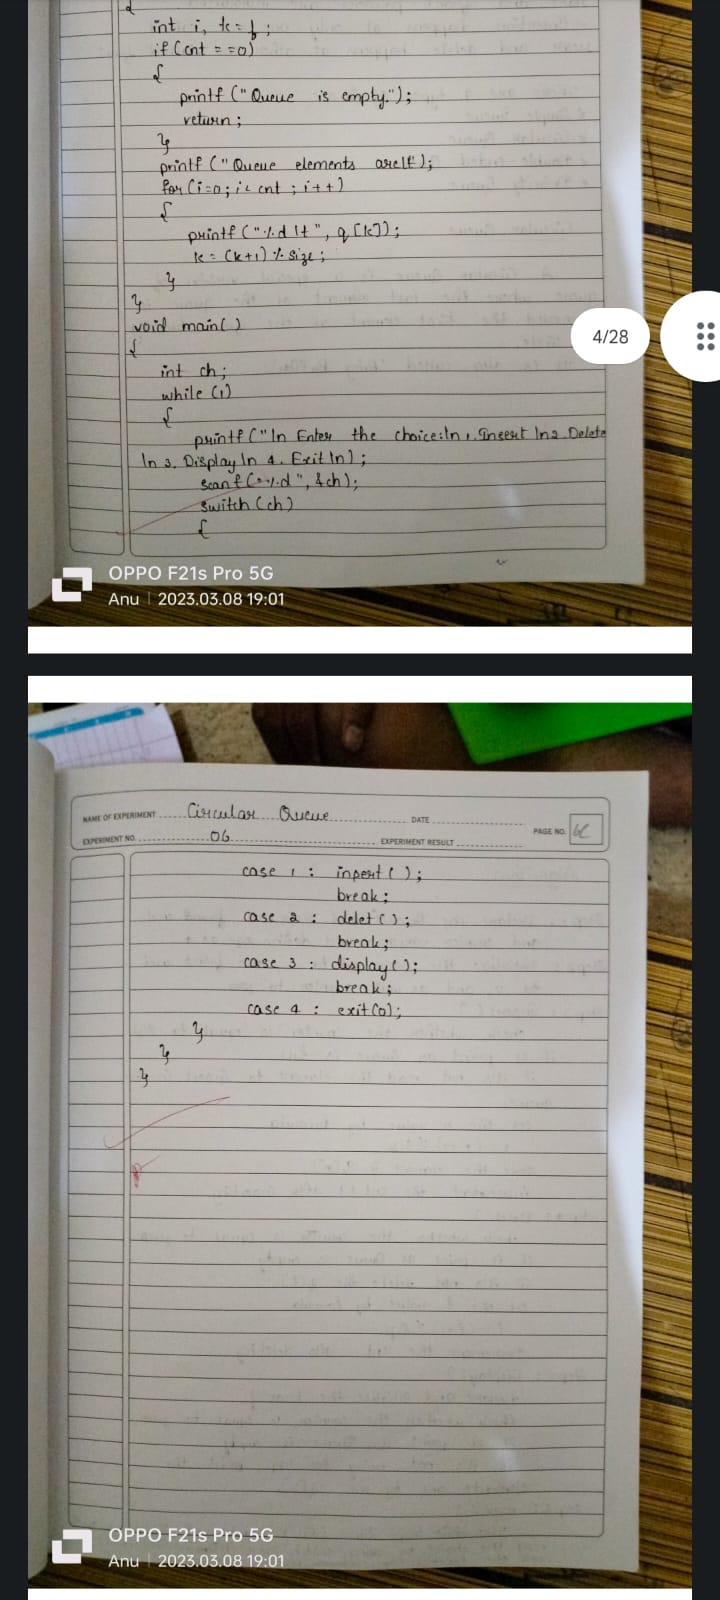 {
int i, k = f;
if (cnt = =0)
{
printf ("Queue is empty.");
return ;
}
printf ("Queue elements are\t");
for (i=0; i< cnt ; i++)
{
printf ("%d \t", q [k]);
k = (k+1) % size;
}
}
void main( )
{
4/28
int ch;
while (1)
{
printf ("\n Enter the choice:\n 1. Insert \n2. Delete
\n 3. Display \n 4. Exit \n);
scanf ("%d", &ch);
switch (ch)
{
OPPO F21s Pro 5G
Anu | 2023.03.08 19:01
NAME OF EXPERIMENT Circular Queue DATE
EXPERIMENT NO. 06 EXPERIMENT RESULT PAGE NO.
case 1 : insert ( );
break;
case 2 : delet ( );
break;
case 3 : display( );
break;
case 4 : exit(0);
}
}
}
OPPO F21s Pro 5G
Anu | 2023.03.08 19:01